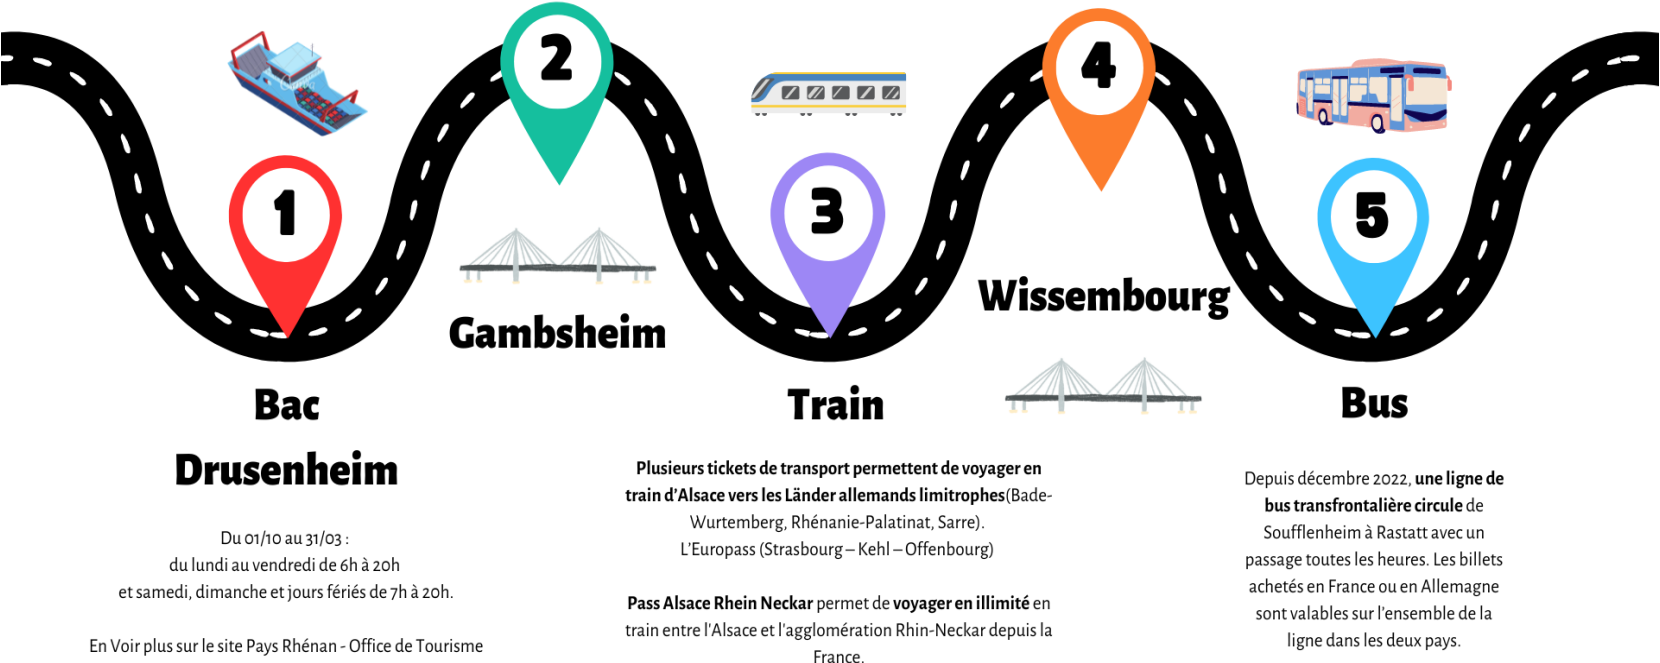 1
2
3
4
5
Bac
Drusenheim
Du 01/10 au 31/03 :
du lundi au vendredi de 6h à 20h
et samedi, dimanche et jours fériés de 7h à 20h.
En Voir plus sur le site Pays Rhénan - Office de Tourisme
Gambsheim
Train
Plusieurs tickets de transport permettent de voyager en
train d'Alsace vers les Länder allemands limitrophes(Bade-
Wurtemberg, Rhénanie-Palatinat, Sarre).
L'Europass (Strasbourg – Kehl – Offenbourg)
Pass Alsace Rhein Neckar permet de voyager en illimité en
train entre l'Alsace et l'agglomération Rhin-Neckar depuis la
France.
Wissembourg
Bus
Depuis décembre 2022, une ligne de
bus transfrontalière circule de
Soufflenheim à Rastatt avec un
passage toutes les heures. Les billets
achetés en France ou en Allemagne
sont valables sur l'ensemble de la
ligne dans les deux pays.